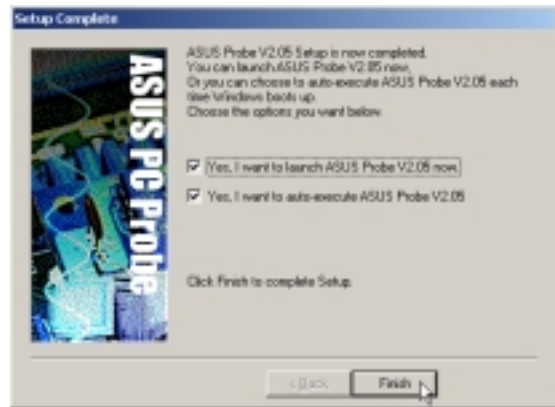 Setup Complete
ASUS PC Probe
ASUS Probe V2.05 Setup is now completed.
You can launch ASUS Probe V2.05 now,
Or you can choose to auto-execute ASUS Probe V2.05 each
time Windows boots up.
Choose the options you want below.
Yes, I want to launch ASUS Probe V2.05 now.
Yes, I want to auto-execute ASUS Probe V2.05
Click Finish to complete Setup.
< Back
Finish